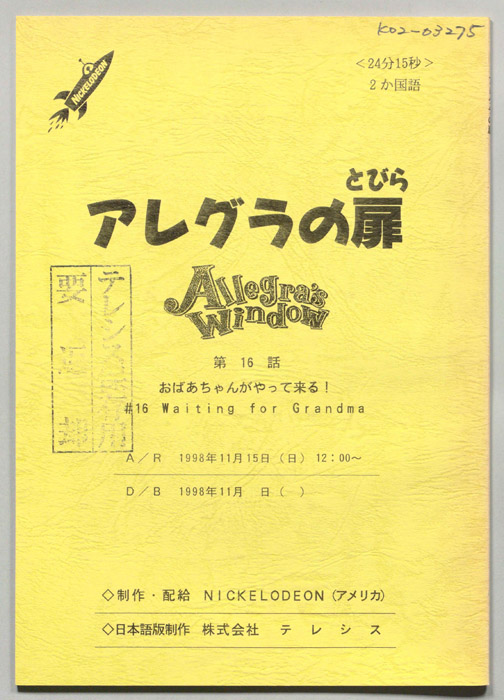 K02-03275
<24分15秒>
2か国語
NICKELODEON
とびら
アレグラの扉
Allegra's
Window
第 16 話
おばあちゃんがやって来る!
#16 Waiting for Grandma
A/R 1998年11月15日(日) 12:00~
D/B 1998年11月 日( )
◇制作・配給 NICKELODEON(アメリカ)
◇日本語版制作 株式会社 テレシス